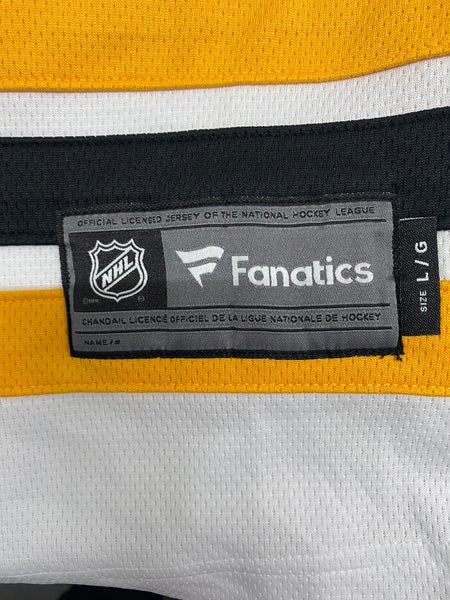 OFFICIAL LICENSED JERSEY OF THE NATIONAL HOCKEY LEAGUE
NHL
©NHL
Fanatics
CHANDAIL LICENCÉ OFFICIEL DE LA LIGUE NATIONALE DE HOCKEY
NAME / #
SIZE L / G